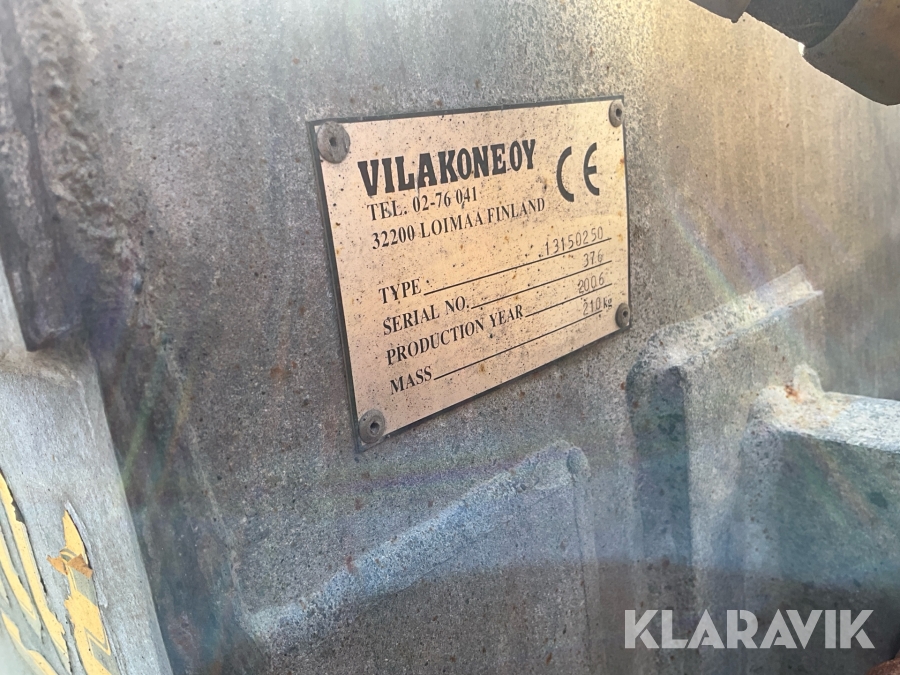 VILAKONE OY
CE
TEL. 02-76 041
32200 LOIMAA FINLAND
TYPE 13150250
SERIAL NO. 376
PRODUCTION YEAR 2006
MASS 210 kg
KLARAVIK